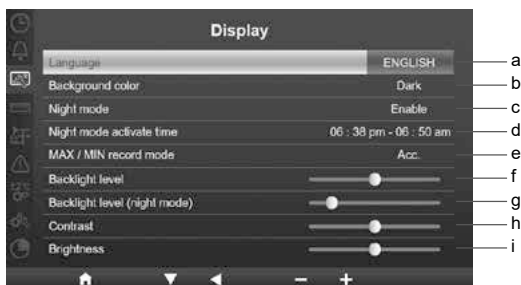 Display
Language ENGLISH a
Background color Dark b
Night mode Enable c
Night mode activate time 06 : 38 pm - 06 : 50 am d
MAX / MIN record mode Acc. e
Backlight level f
Backlight level (night mode) g
Contrast h
Brightness i